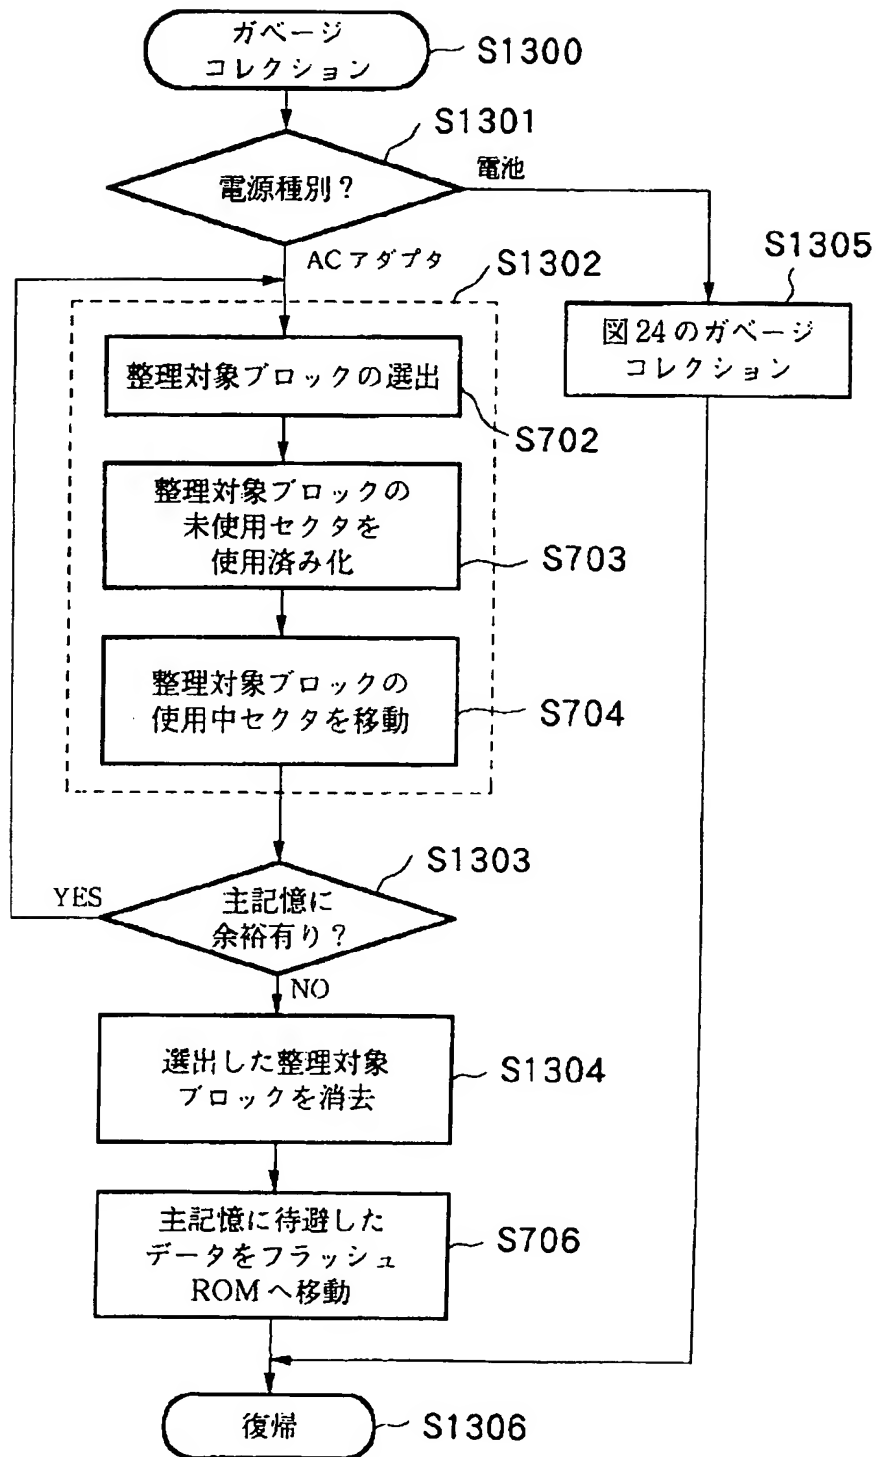 ガベージ
コレクション
S1300
S1301
電源種別?
電池
ACアダプタ
S1302
S1305
図24のガベージ
コレクション
整理対象ブロックの選出
S702
整理対象ブロックの
未使用セクタを
使用済み化
S703
整理対象ブロックの
使用中セクタを移動
S704
S1303
YES
主記憶に
余裕有り?
NO
選出した整理対象
ブロックを消去
S1304
主記憶に待避した
データをフラッシュ
ROMへ移動
S706
復帰
S1306